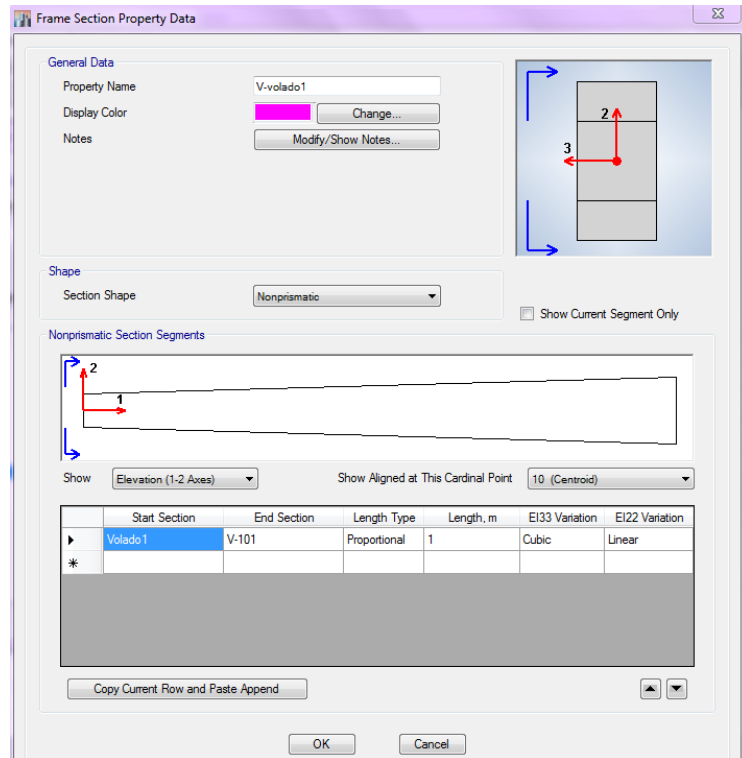 Frame Section Property Data
General Data
Property Name V-volado1
Display Color Change...
Notes Modify/Show Notes...
2
3
Shape
Section Shape Nonprismatic
Show Current Segment Only
Nonprismatic Section Segments
2
1
Show Elevation (1-2 Axes) Show Aligned at This Cardinal Point 10 (Centroid)
Start Section End Section Length Type Length, m EI33 Variation EI22 Variation
Volado1 V-101 Proportional 1 Cubic Linear
Copy Current Row and Paste Append
OK Cancel